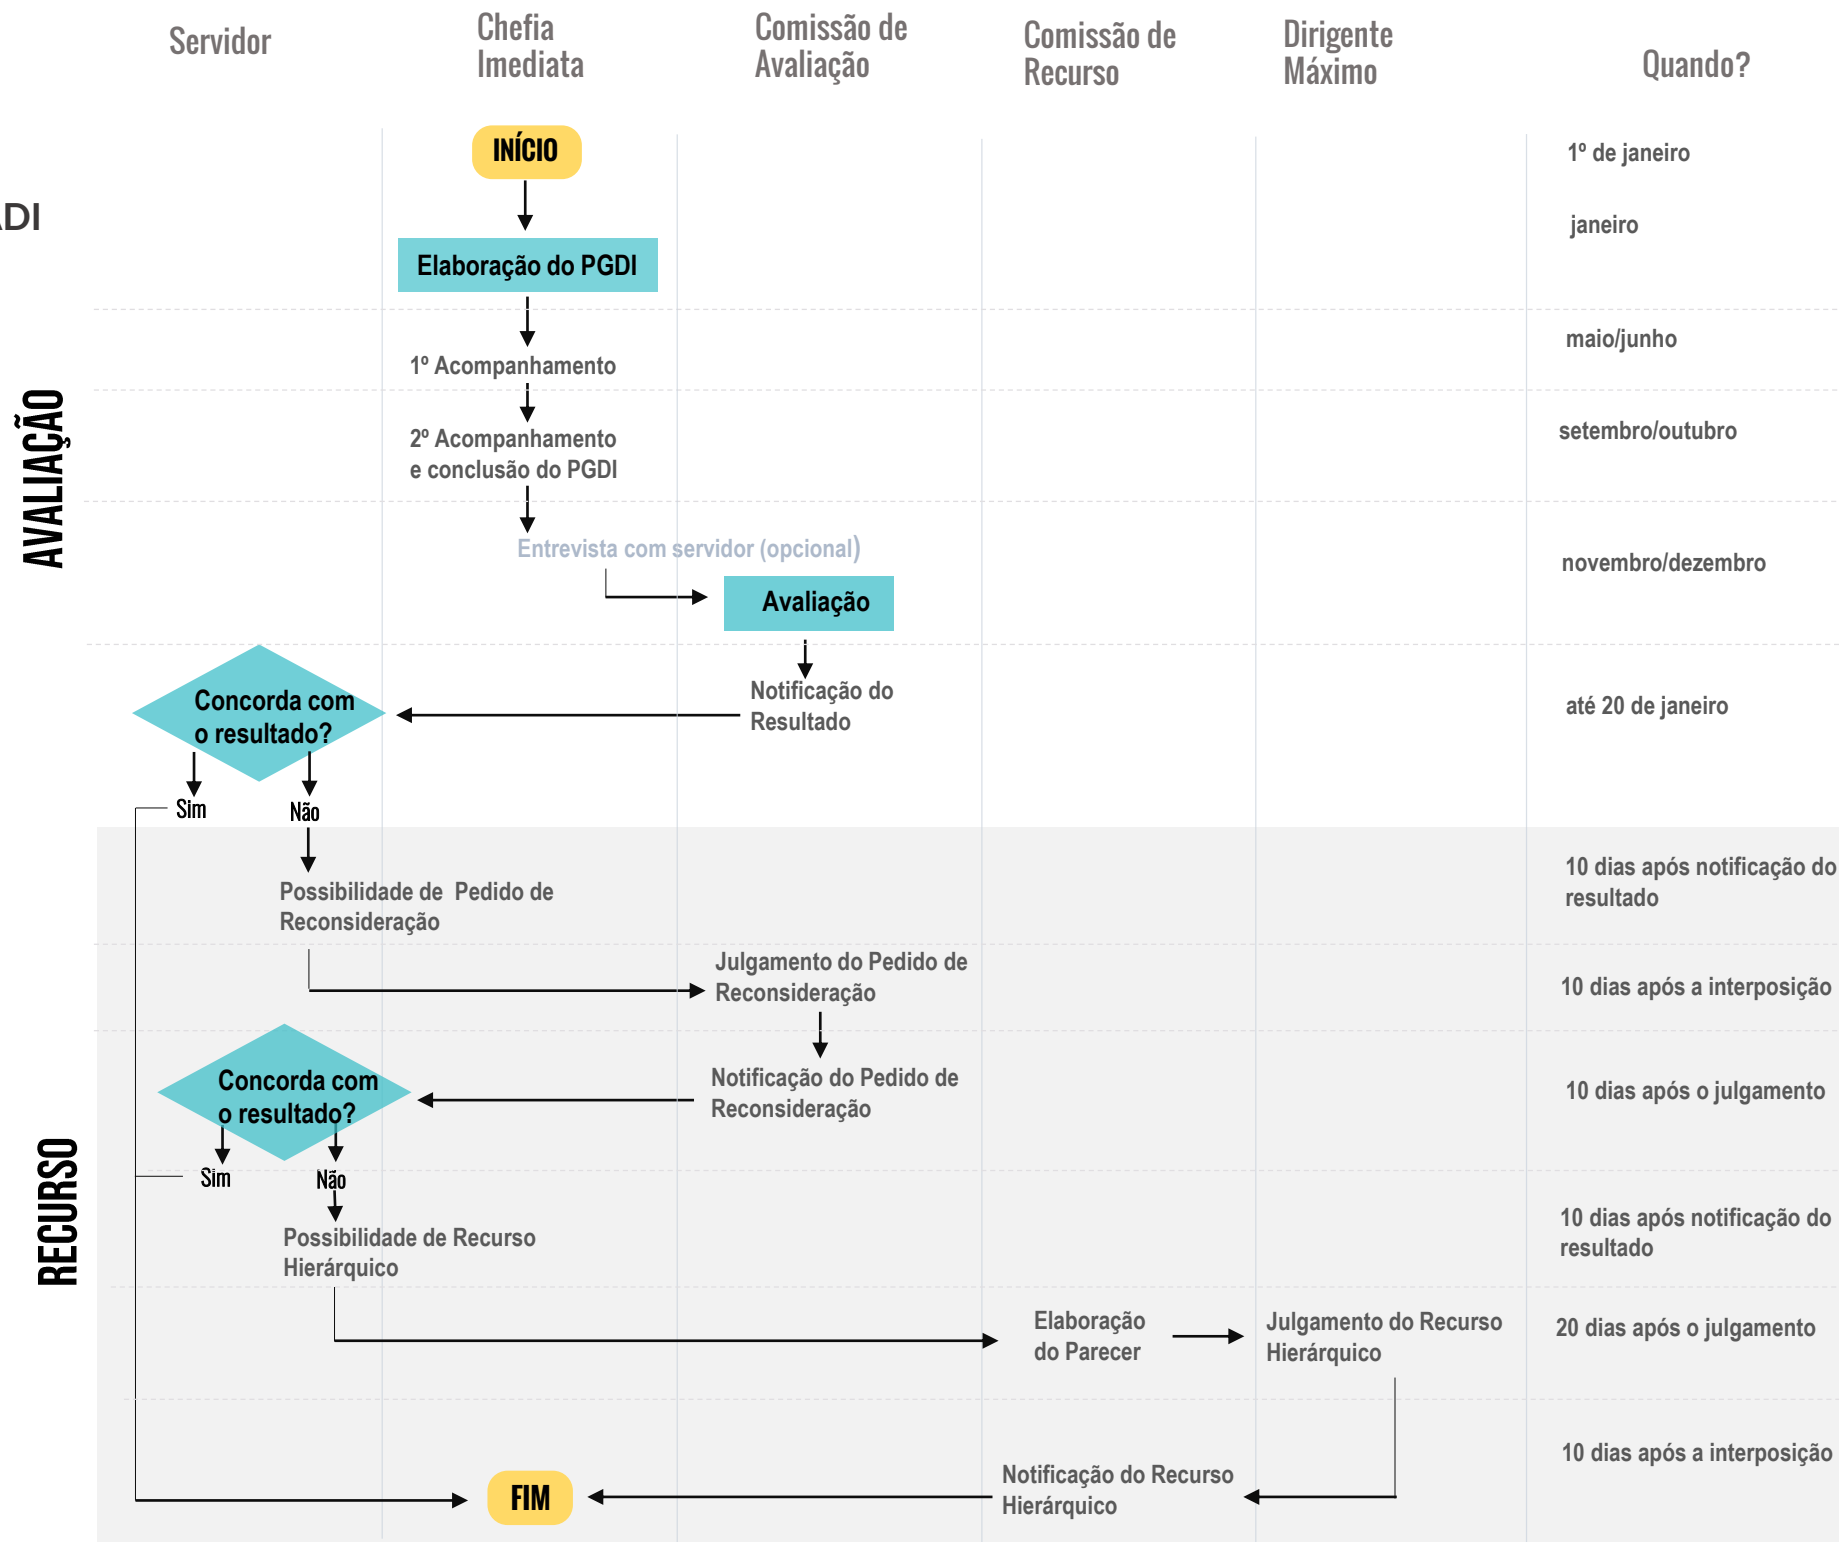 Servidor
Chefia
Imediata
Comissão de
Avaliação
Comissão de
Recurso
Dirigente
Máximo
Quando?
INÍCIO
1º de janeiro
ADI
janeiro
Elaboração do PGDI
AVALIAÇÃO
maio/junho
1º Acompanhamento
setembro/outubro
2º Acompanhamento
e conclusão do PGDI
Entrevista com servidor (opcional)
novembro/dezembro
Avaliação
Concorda com
o resultado?
Notificação do
Resultado
até 20 de janeiro
Sim
Não
RECURSO
Possibilidade de Pedido de
Reconsideração
10 dias após notificação do
resultado
Julgamento do Pedido de
Reconsideração
10 dias após a interposição
Concorda com
o resultado?
Notificação do Pedido de
Reconsideração
10 dias após o julgamento
Sim
Não
Possibilidade de Recurso
Hierárquico
10 dias após notificação do
resultado
Elaboração
do Parecer
Julgamento do Recurso
Hierárquico
20 dias após o julgamento
Notificação do Recurso
Hierárquico
10 dias após a interposição
FIM